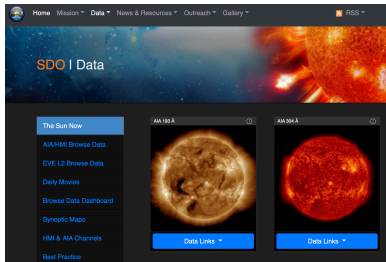 Home Mission Data News & Resources Outreach Gallery RSS
SDO | Data
The Sun Now
AIA/HMI Browse Data
EVE L2 Browse Data
Daily Movies
Browse Data Dashboard
Synoptic Maps
HMI & AIA Channels
Best Practice
AIA 193 Å
Data Links
AIA 304 Å
Data Links